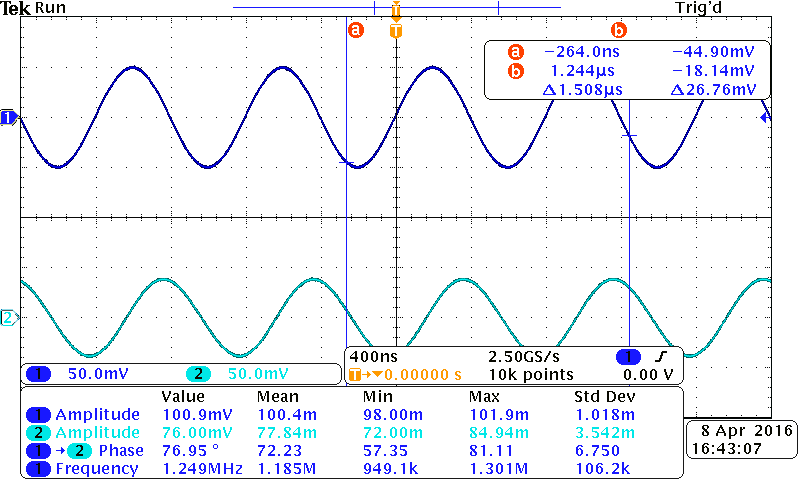 Tek Run Trig'd
T
a b
T
a −264.0ns −44.90mV
b 1.244µs −18.14mV
Δ1.508µs Δ26.76mV
1
2
400ns 2.50GS/s 1
T→▼0.00000 s 10k points 0.00 V
1 50.0mV 2 50.0mV
Value Mean Min Max Std Dev
1 Amplitude 100.9mV 100.4m 98.00m 101.9m 1.018m
2 Amplitude 76.00mV 77.84m 72.00m 84.94m 3.542m
1 → 2 Phase 76.95 ° 72.23 57.35 81.11 6.750
1 Frequency 1.249MHz 1.185M 949.1k 1.301M 106.2k
8 Apr 2016
16:43:07